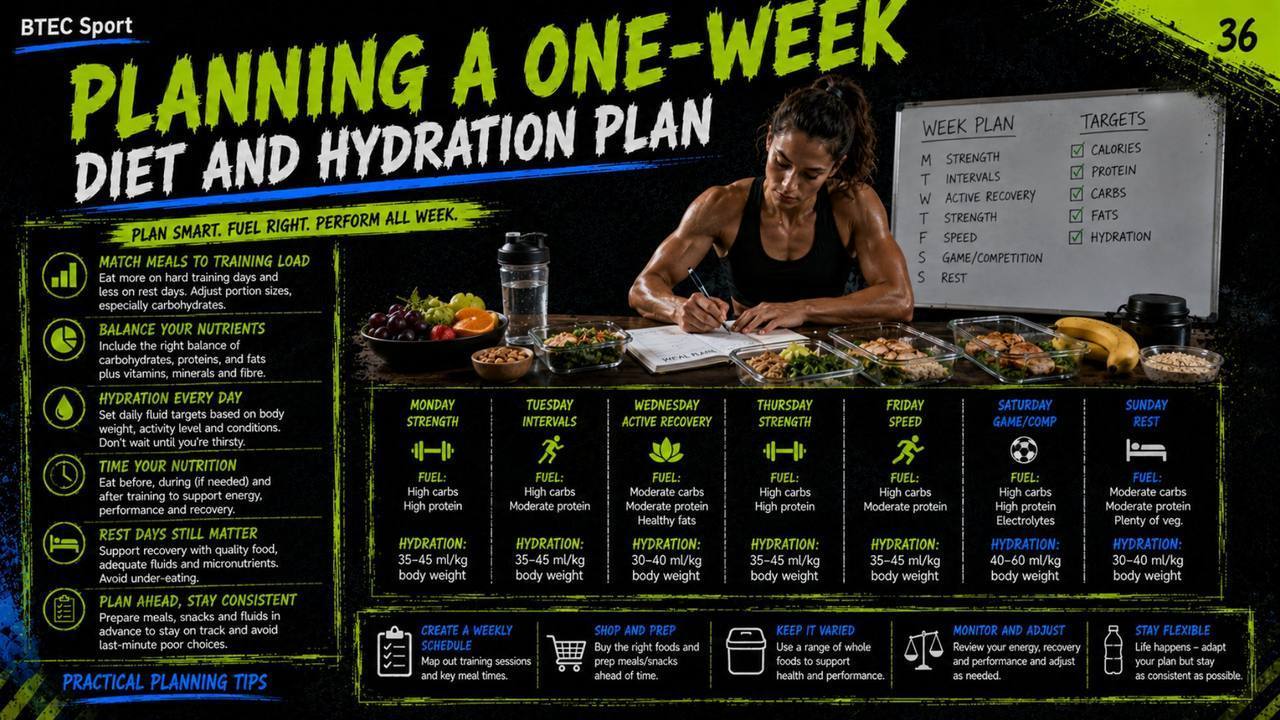 BTEC Sport
36
PLANNING A ONE-WEEK
DIET AND HYDRATION PLAN
PLAN SMART. FUEL RIGHT. PERFORM ALL WEEK.
MATCH MEALS TO TRAINING LOAD
Eat more on hard training days and
less on rest days. Adjust portion sizes,
especially carbohydrates.
BALANCE YOUR NUTRIENTS
Include the right balance of
carbohydrates, proteins, and fats
plus vitamins, minerals and fibre.
HYDRATION EVERY DAY
Set daily fluid targets based on body
weight, activity level and conditions.
Don't wait until you're thirsty.
TIME YOUR NUTRITION
Eat before, during (if needed) and
after training to support energy,
performance and recovery.
REST DAYS STILL MATTER
Support recovery with quality food,
adequate fluids and micronutrients.
Avoid under-eating.
PLAN AHEAD, STAY CONSISTENT
Prepare meals, snacks and fluids in
advance to stay on track and avoid
last-minute poor choices.
PRACTICAL PLANNING TIPS
WEEK PLAN
M STRENGTH
T INTERVALS
W ACTIVE RECOVERY
T STRENGTH
F SPEED
S GAME/COMPETITION
S REST
TARGETS
CALORIES
PROTEIN
CARBS
FATS
HYDRATION
MEAL PLAN
MONDAY
STRENGTH
FUEL:
High carbs
High protein
HYDRATION:
35–45 ml/kg
body weight
TUESDAY
INTERVALS
FUEL:
High carbs
Moderate protein
HYDRATION:
35–45 ml/kg
body weight
WEDNESDAY
ACTIVE RECOVERY
FUEL:
Moderate carbs
Moderate protein
Healthy fats
HYDRATION:
30–40 ml/kg
body weight
THURSDAY
STRENGTH
FUEL:
High carbs
High protein
HYDRATION:
35–45 ml/kg
body weight
FRIDAY
SPEED
FUEL:
High carbs
Moderate protein
HYDRATION:
35–45 ml/kg
body weight
SATURDAY
GAME/COMP
FUEL:
High carbs
High protein
Electrolytes
HYDRATION:
40–60 ml/kg
body weight
SUNDAY
REST
FUEL:
Moderate carbs
Moderate protein
Plenty of veg.
HYDRATION:
30–40 ml/kg
body weight
CREATE A WEEKLY
SCHEDULE
Map out training sessions
and key meal times.
SHOP AND PREP
Buy the right foods and
prep meals/snacks
ahead of time.
KEEP IT VARIED
Use a range of whole
foods to support
health and performance.
MONITOR AND ADJUST
Review your energy, recovery
and performance and adjust
as needed.
STAY FLEXIBLE
Life happens – adapt
your plan but stay
as consistent as possible.